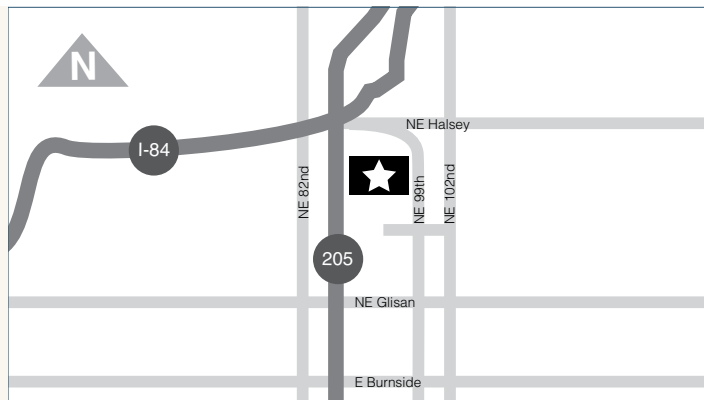 N
NE Halsey
I-84
NE 82nd
NE 99th
NE 102nd
205
NE Glisan
E Burnside